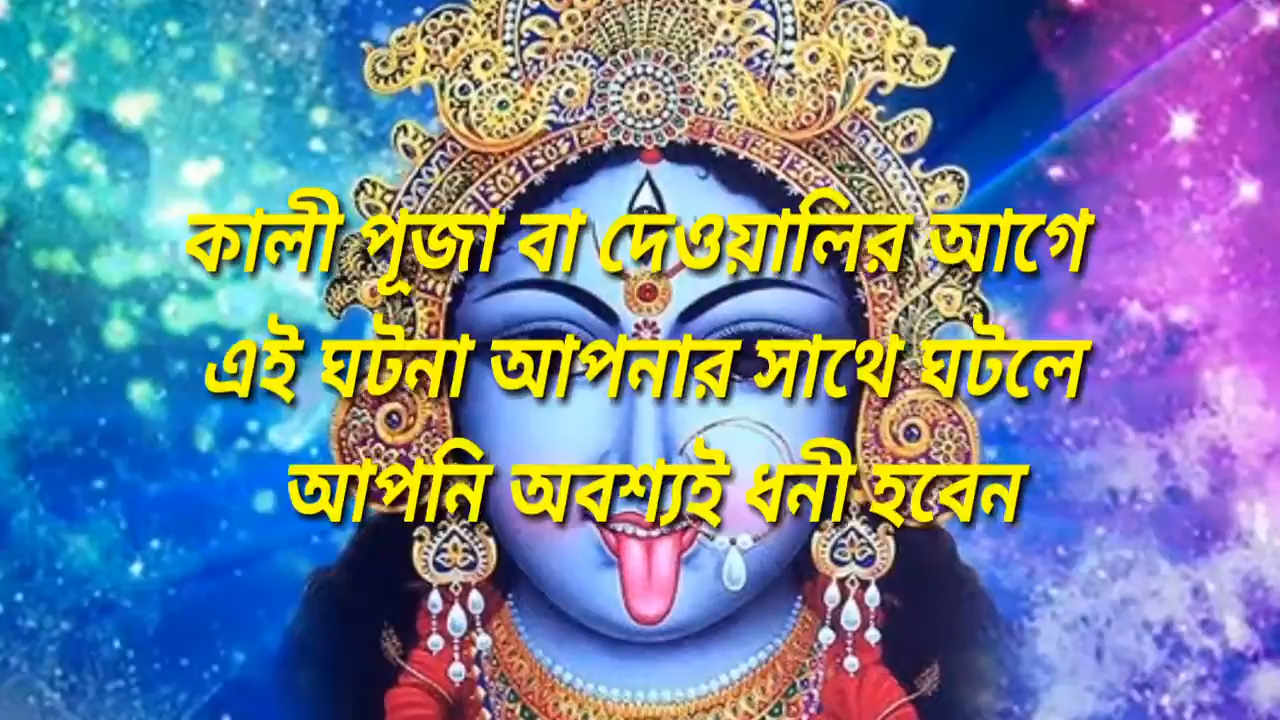 কালী পূজা বা দেওয়ালির আগে
এই ঘটনা আপনার সাথে ঘটলে
আপনি অবশ্যই ধনী হবেন